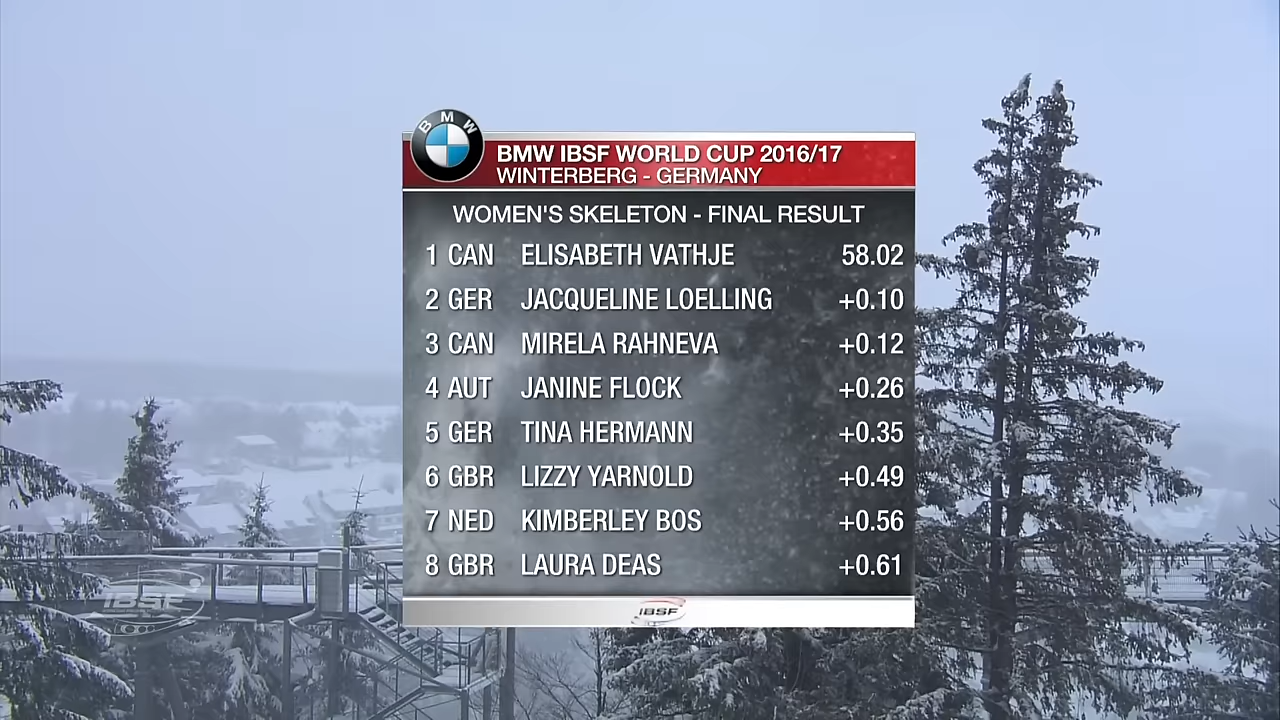 BMW
BMW IBSF WORLD CUP 2016/17
WINTERBERG - GERMANY
WOMEN'S SKELETON - FINAL RESULT
1 CAN ELISABETH VATHJE 58.02
2 GER JACQUELINE LOELLING +0.10
3 CAN MIRELA RAHNEVA +0.12
4 AUT JANINE FLOCK +0.26
5 GER TINA HERMANN +0.35
6 GBR LIZZY YARNOLD +0.49
7 NED KIMBERLEY BOS +0.56
8 GBR LAURA DEAS +0.61
IBSF
IBSF